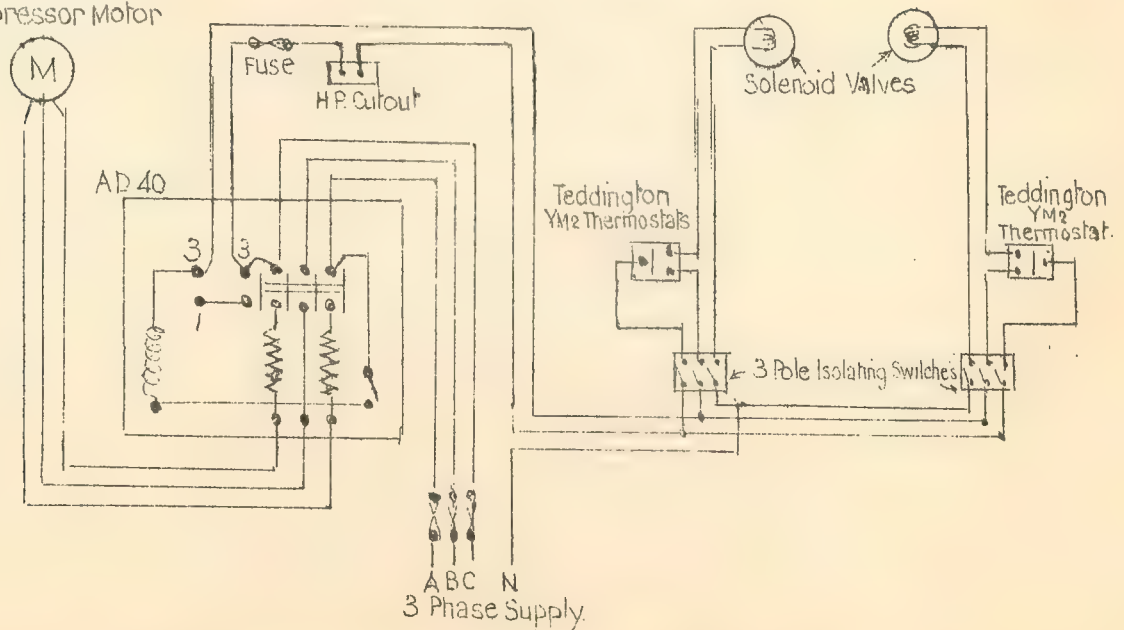 ressor Motor
M
Fuse
H.P. Cutout
Solenoid Valves
AD 40
Teddington
YM2 Thermostats
Teddington
YM2
Thermostat.
3
3
3 Pole Isolating Switches
A B C N
3 Phase Supply.